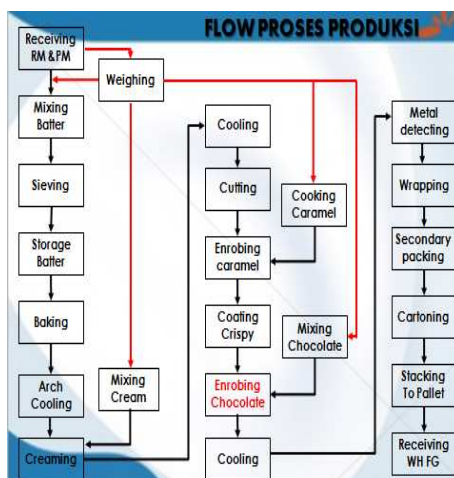 FLOW PROSES PRODUKSI
Receiving
RM & PM
Weighing
Mixing
Batter
Sieving
Storage
Batter
Baking
Arch
Cooling
Creaming
Mixing
Cream
Cooling
Cutting
Cooking
Caramel
Enrobing
caramel
Coating
Crispy
Mixing
Chocolate
Enrobing
Chocolate
Cooling
Metal
detecting
Wrapping
Secondary
packing
Cartoning
Stacking
To Pallet
Receiving
WH FG